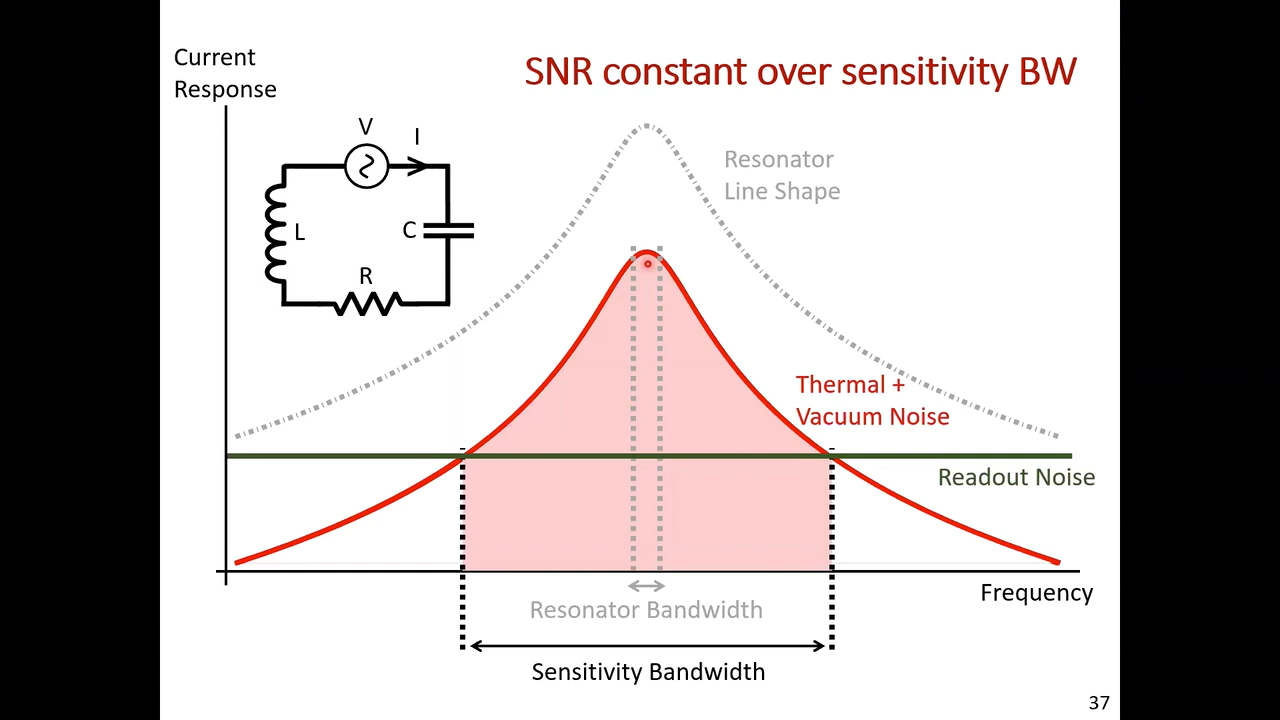 Current
Response
SNR constant over sensitivity BW
V
I
L
C
R
Resonator
Line Shape
Thermal +
Vacuum Noise
Readout Noise
Frequency
Resonator Bandwidth
Sensitivity Bandwidth
37